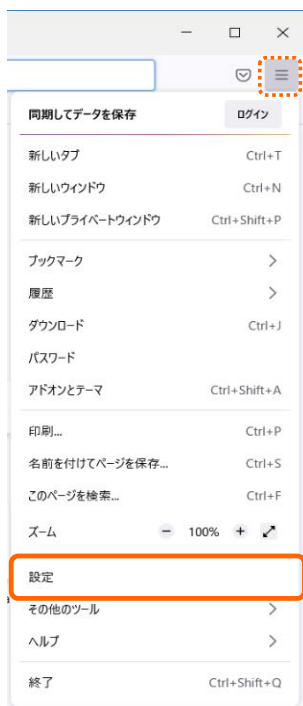 同期してデータを保存 ログイン
新しいタブ Ctrl+T
新しいウィンドウ Ctrl+N
新しいプライベートウィンドウ Ctrl+Shift+P
ブックマーク
履歴
ダウンロード Ctrl+J
パスワード
アドオンとテーマ Ctrl+Shift+A
印刷... Ctrl+P
名前を付けてページを保存... Ctrl+S
このページを検索... Ctrl+F
ズーム − 100% +
設定
その他のツール
ヘルプ
終了 Ctrl+Shift+Q